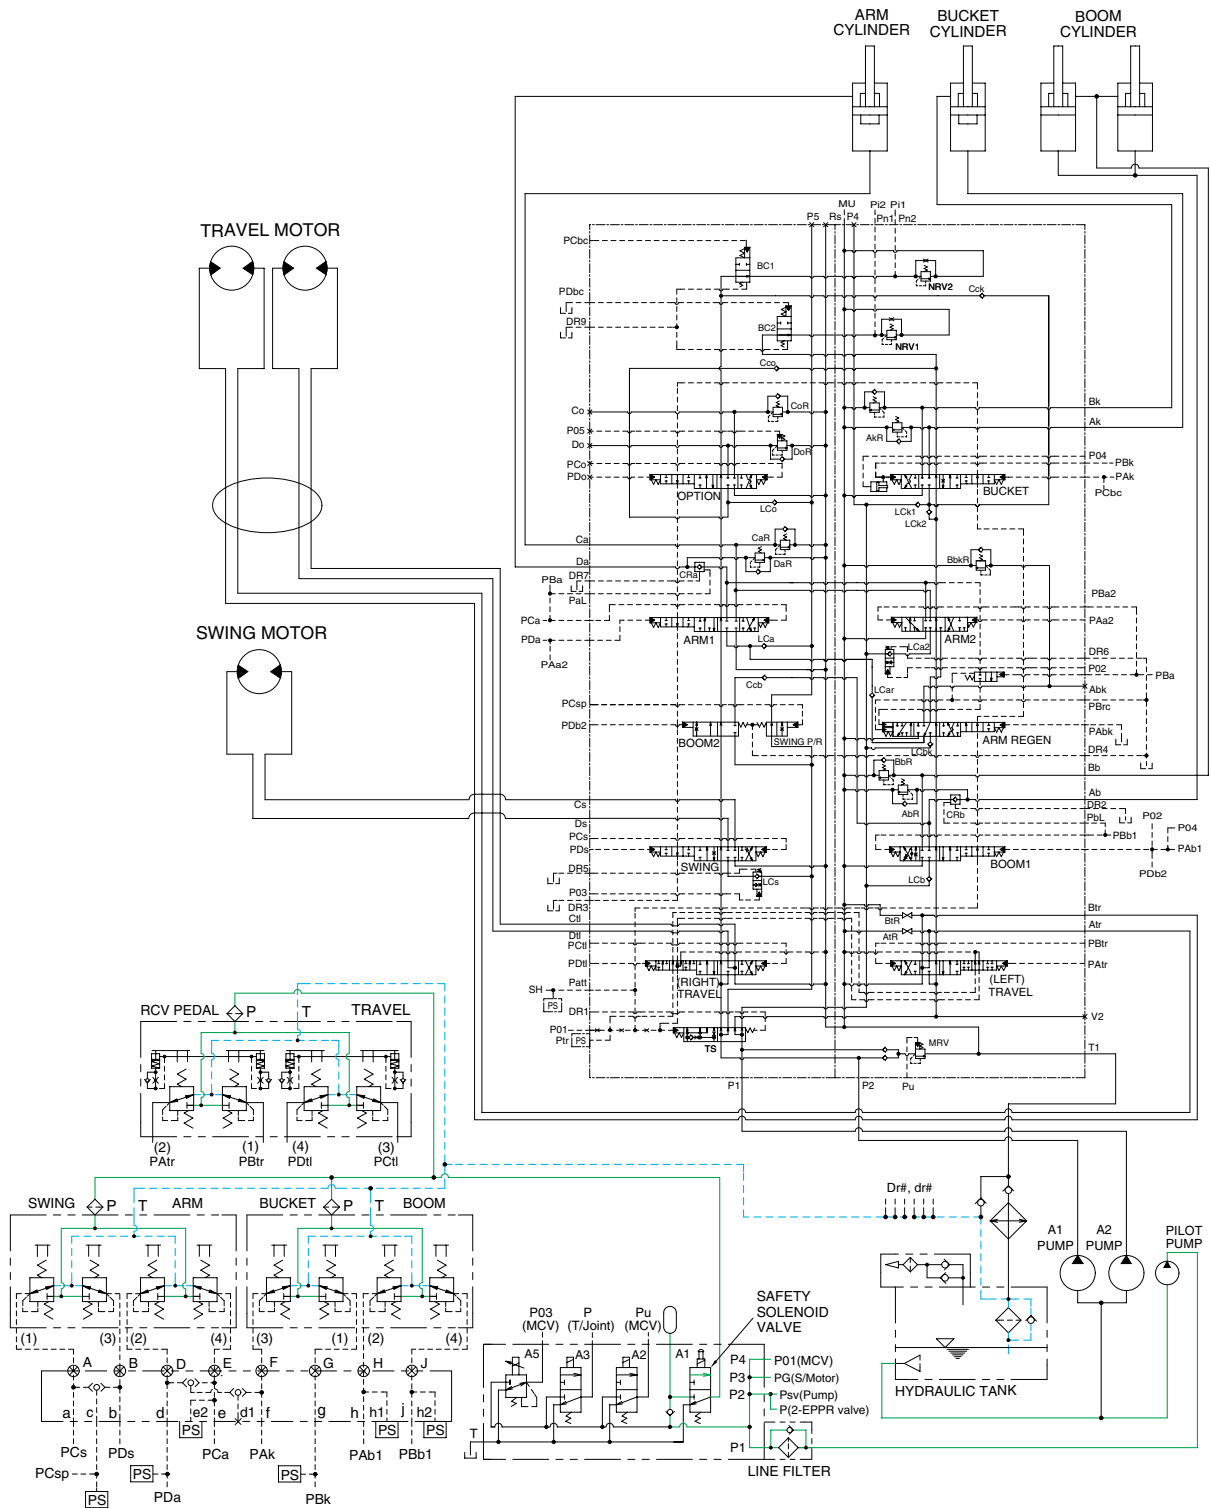 ARM
CYLINDER
BUCKET
CYLINDER
BOOM
CYLINDER
TRAVEL MOTOR
SWING MOTOR
MU
Pi2
Pi1
P5
Rs
P4
Pn1
Pn2
PCbc
BC1
NRV2
Cck
PDbc
DR9
BC2
NRV1
Cco
Co
CoR
Bk
P05
AkR
Ak
Do
DoR
P04
PCo
PBk
PDo
PAk
OPTION
BUCKET
PCbc
LCo
LCk1
LCk2
Ca
CaR
Da
DaR
BbkR
CRa
DR7
PBa
PaL
PBa2
PCa
PAa2
PDa
ARM1
ARM2
PAa2
LCa
LCa2
DR6
P02
Ccb
PBa
LCar
Abk
PCsp
PBrc
PDb2
PAbk
BOOM2
SWING P/R
ARM REGEN
LCbk
DR4
BbR
Bb
AbR
CRb
Ab
Cs
DR2
Ds
PbL
P02
P04
PCs
PBb1
PDs
PAb1
SWING
BOOM1
PDb2
DR5
LCs
LCb
P03
DR3
Btr
Ctl
BtR
Atr
Dtl
AtR
PCtl
PBtr
PDtl
PAtr
(RIGHT)
TRAVEL
(LEFT)
TRAVEL
Patt
SH
PS
DR1
V2
P01
Ptr
PS
TS
MRV
T1
P1
P2
Pu
RCV PEDAL
P
T
TRAVEL
(2)
(1)
(4)
(3)
PAtr
PBtr
PDtl
PCtl
SWING
P
T
ARM
BUCKET
P
T
BOOM
(1)
(3)
(2)
(4)
(3)
(1)
(2)
(4)
A
B
D
E
F
G
H
J
a
c
b
d
e2
e
d1
f
g
h
h1
j
h2
PS
PS
PS
PCs
PDs
PCa
PAk
PAb1
PBb1
PCsp
PS
PS
PS
PDa
PBk
Dr#, dr#
A1
PUMP
A2
PUMP
PILOT
PUMP
HYDRAULIC TANK
SAFETY
SOLENOID
VALVE
P03
(MCV)
P
(T/Joint)
Pu
(MCV)
A5
A3
A2
A1
P4
P01(MCV)
P3
PG(S/Motor)
P2
Psv(Pump)
P(2-EPPR valve)
T
P1
LINE FILTER